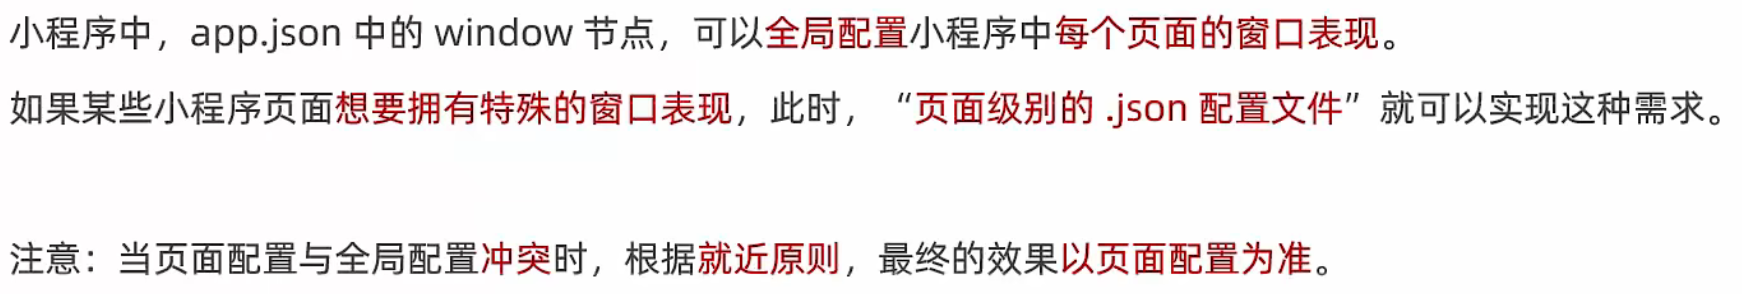 小程序中，app.json 中的 window 节点，可以全局配置小程序中每个页面的窗口表现。
如果某些小程序页面想要拥有特殊的窗口表现，此时，“页面级别的 .json 配置文件”就可以实现这种需求。
注意：当页面配置与全局配置冲突时，根据就近原则，最终的效果以页面配置为准。